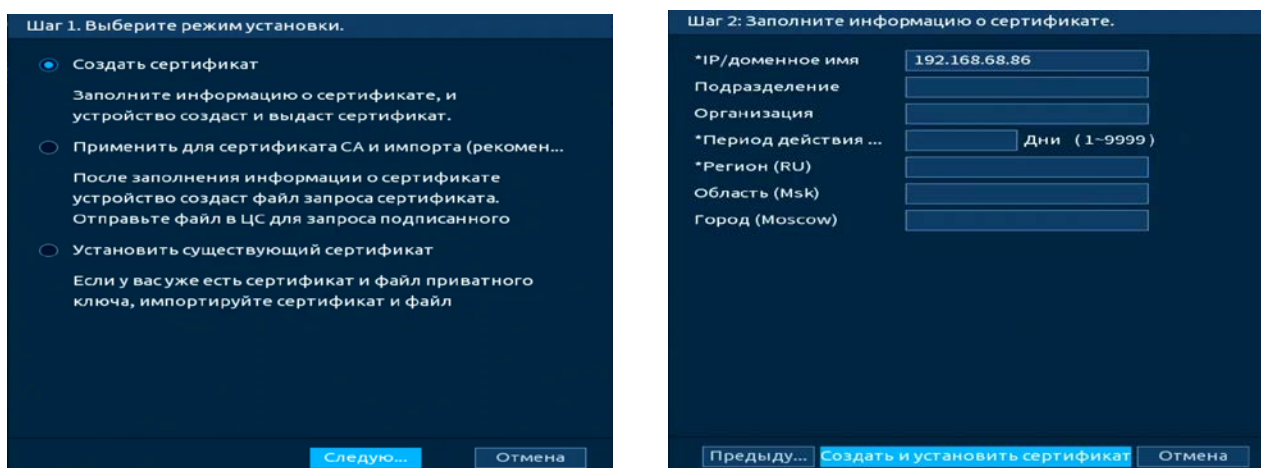 Шаг 1. Выберите режим установки.
Создать сертификат
Заполните информацию о сертификате, и
устройство создаст и выдаст сертификат.
Применить для сертификата CA и импорта (рекомен...
После заполнения информации о сертификате
устройство создаст файл запроса сертификата.
Отправьте файл в ЦС для запроса подписанного
Установить существующий сертификат
Если у вас уже есть сертификат и файл приватного
ключа, импортируйте сертификат и файл
Следую... Отмена
Шаг 2: Заполните информацию о сертификате.
*IP/доменное имя 192.168.68.86
Подразделение
Организация
*Период действия ... Дни (1~9999)
*Регион (RU)
Область (Msk)
Город (Moscow)
Предыду... Создать и установить сертификат Отмена